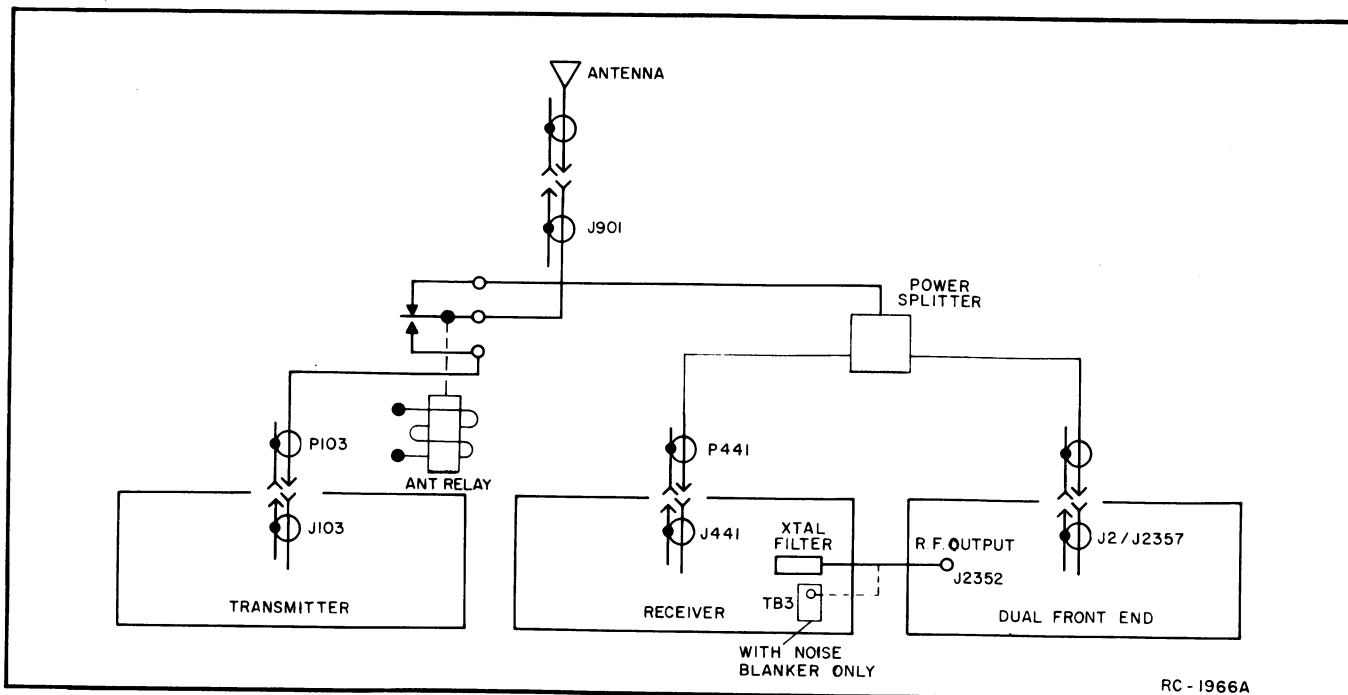 ANTENNA
J901
POWER
SPLITTER
P103
ANT RELAY
P441
J103
J441
XTAL
FILTER
R.F. OUTPUT
J2352
J2/J2357
TB3
TRANSMITTER
RECEIVER
DUAL FRONT END
WITH NOISE
BLANKER ONLY
RC-1966A